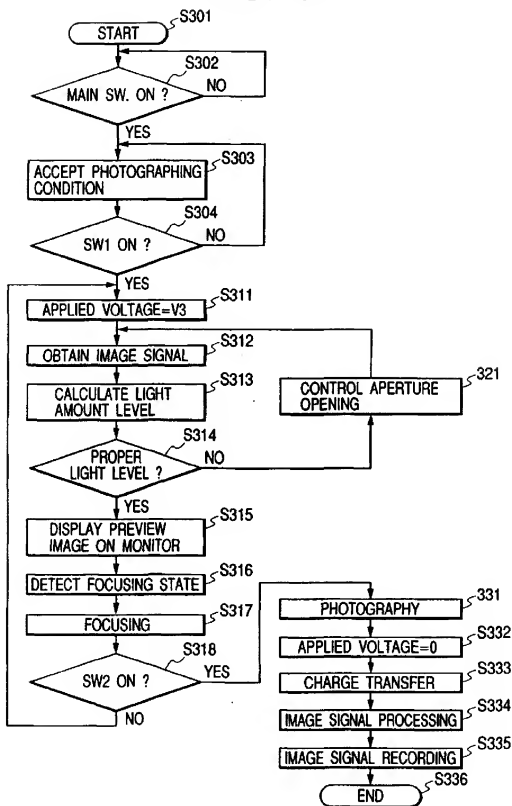 START
S301
S302
MAIN SW. ON ?
NO
YES
S303
ACCEPT PHOTOGRAPHING
CONDITION
S304
SW1 ON ?
NO
YES
S311
APPLIED VOLTAGE=V3
S312
OBTAIN IMAGE SIGNAL
S313
CALCULATE LIGHT
AMOUNT LEVEL
321
CONTROL APERTURE
OPENING
S314
PROPER
LIGHT LEVEL ?
NO
YES
S315
DISPLAY PREVIEW
IMAGE ON MONITOR
S316
DETECT FOCUSING STATE
S317
FOCUSING
S318
SW2 ON ?
YES
NO
331
PHOTOGRAPHY
S332
APPLIED VOLTAGE=0
S333
CHARGE TRANSFER
S334
IMAGE SIGNAL PROCESSING
S335
IMAGE SIGNAL RECORDING
S336
END